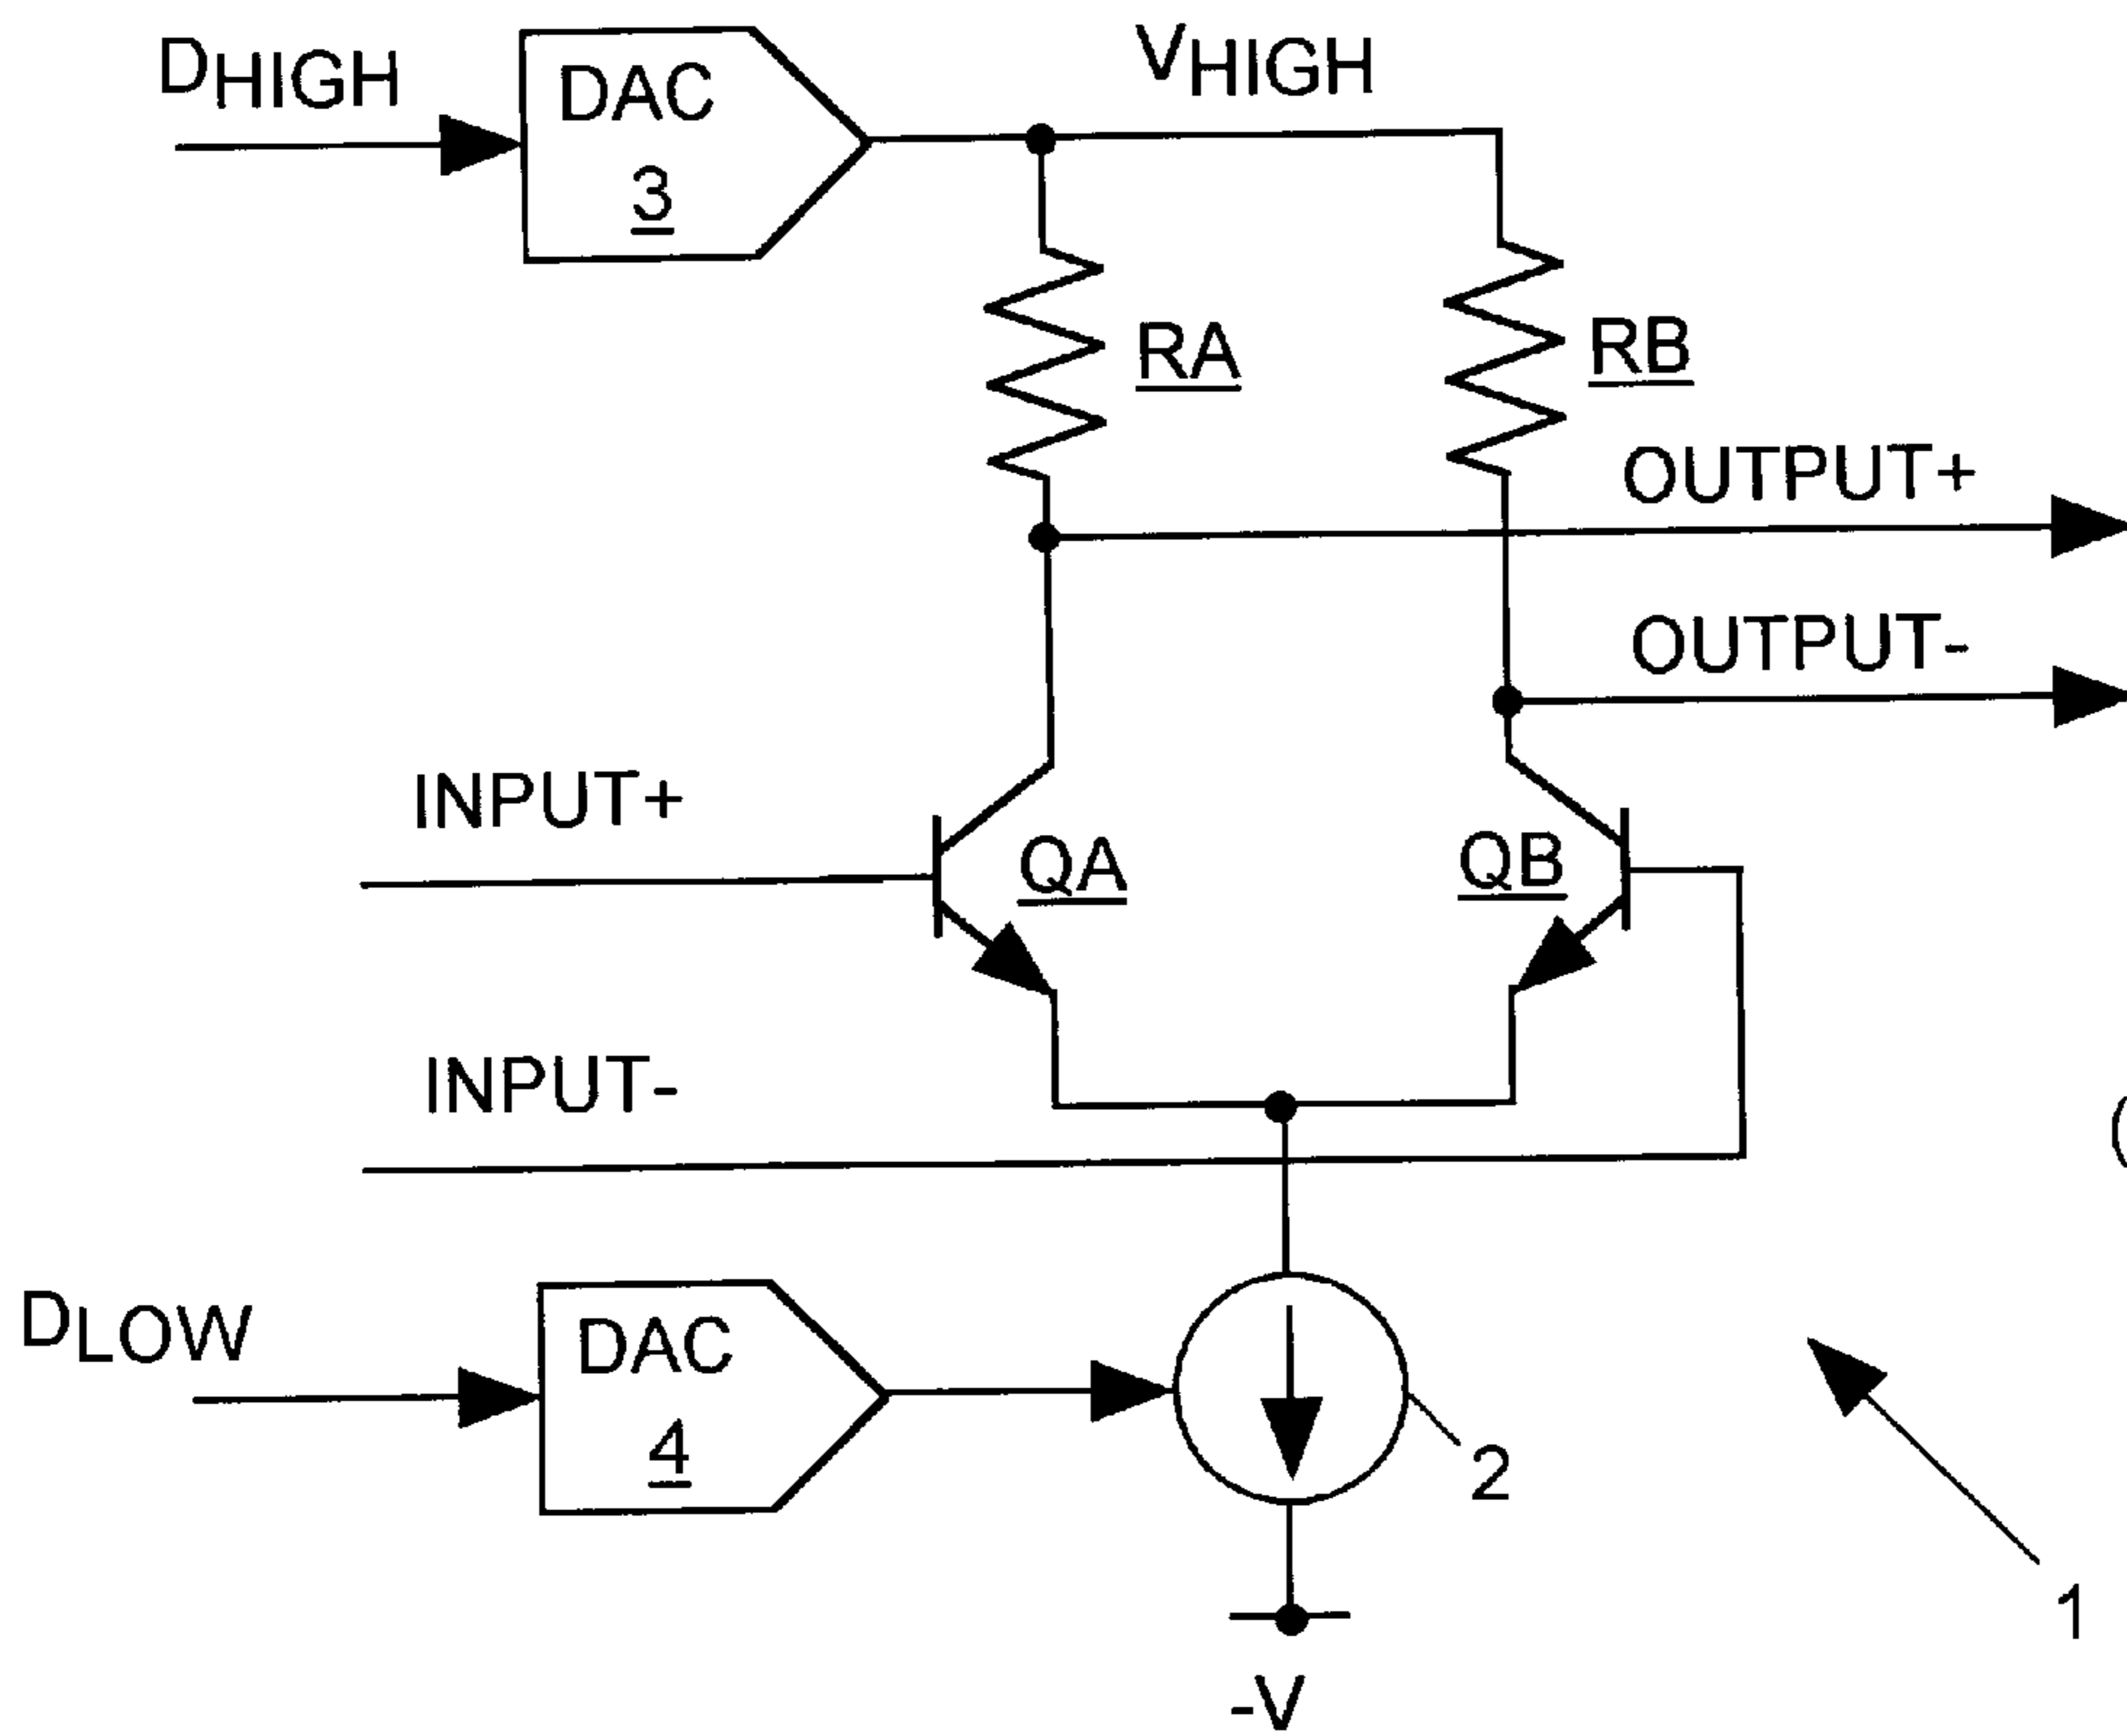 DHIGH
DAC
3
VHIGH
RA
RB
OUTPUT+
OUTPUT-
INPUT+
QA
QB
INPUT-
(
DLOW
DAC
4
2
1
-V